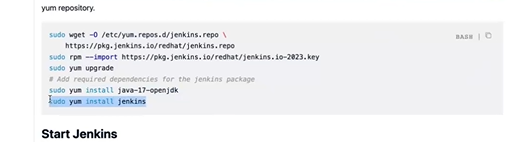 yum repository.
sudo wget -O /etc/yum.repos.d/jenkins.repo \
https://pkg.jenkins.io/redhat/jenkins.repo
sudo rpm --import https://pkg.jenkins.io/redhat/jenkins.io-2023.key
sudo yum upgrade
# Add required dependencies for the jenkins package
sudo yum install java-17-openjdk
sudo yum install jenkins
BASH |
Start Jenkins